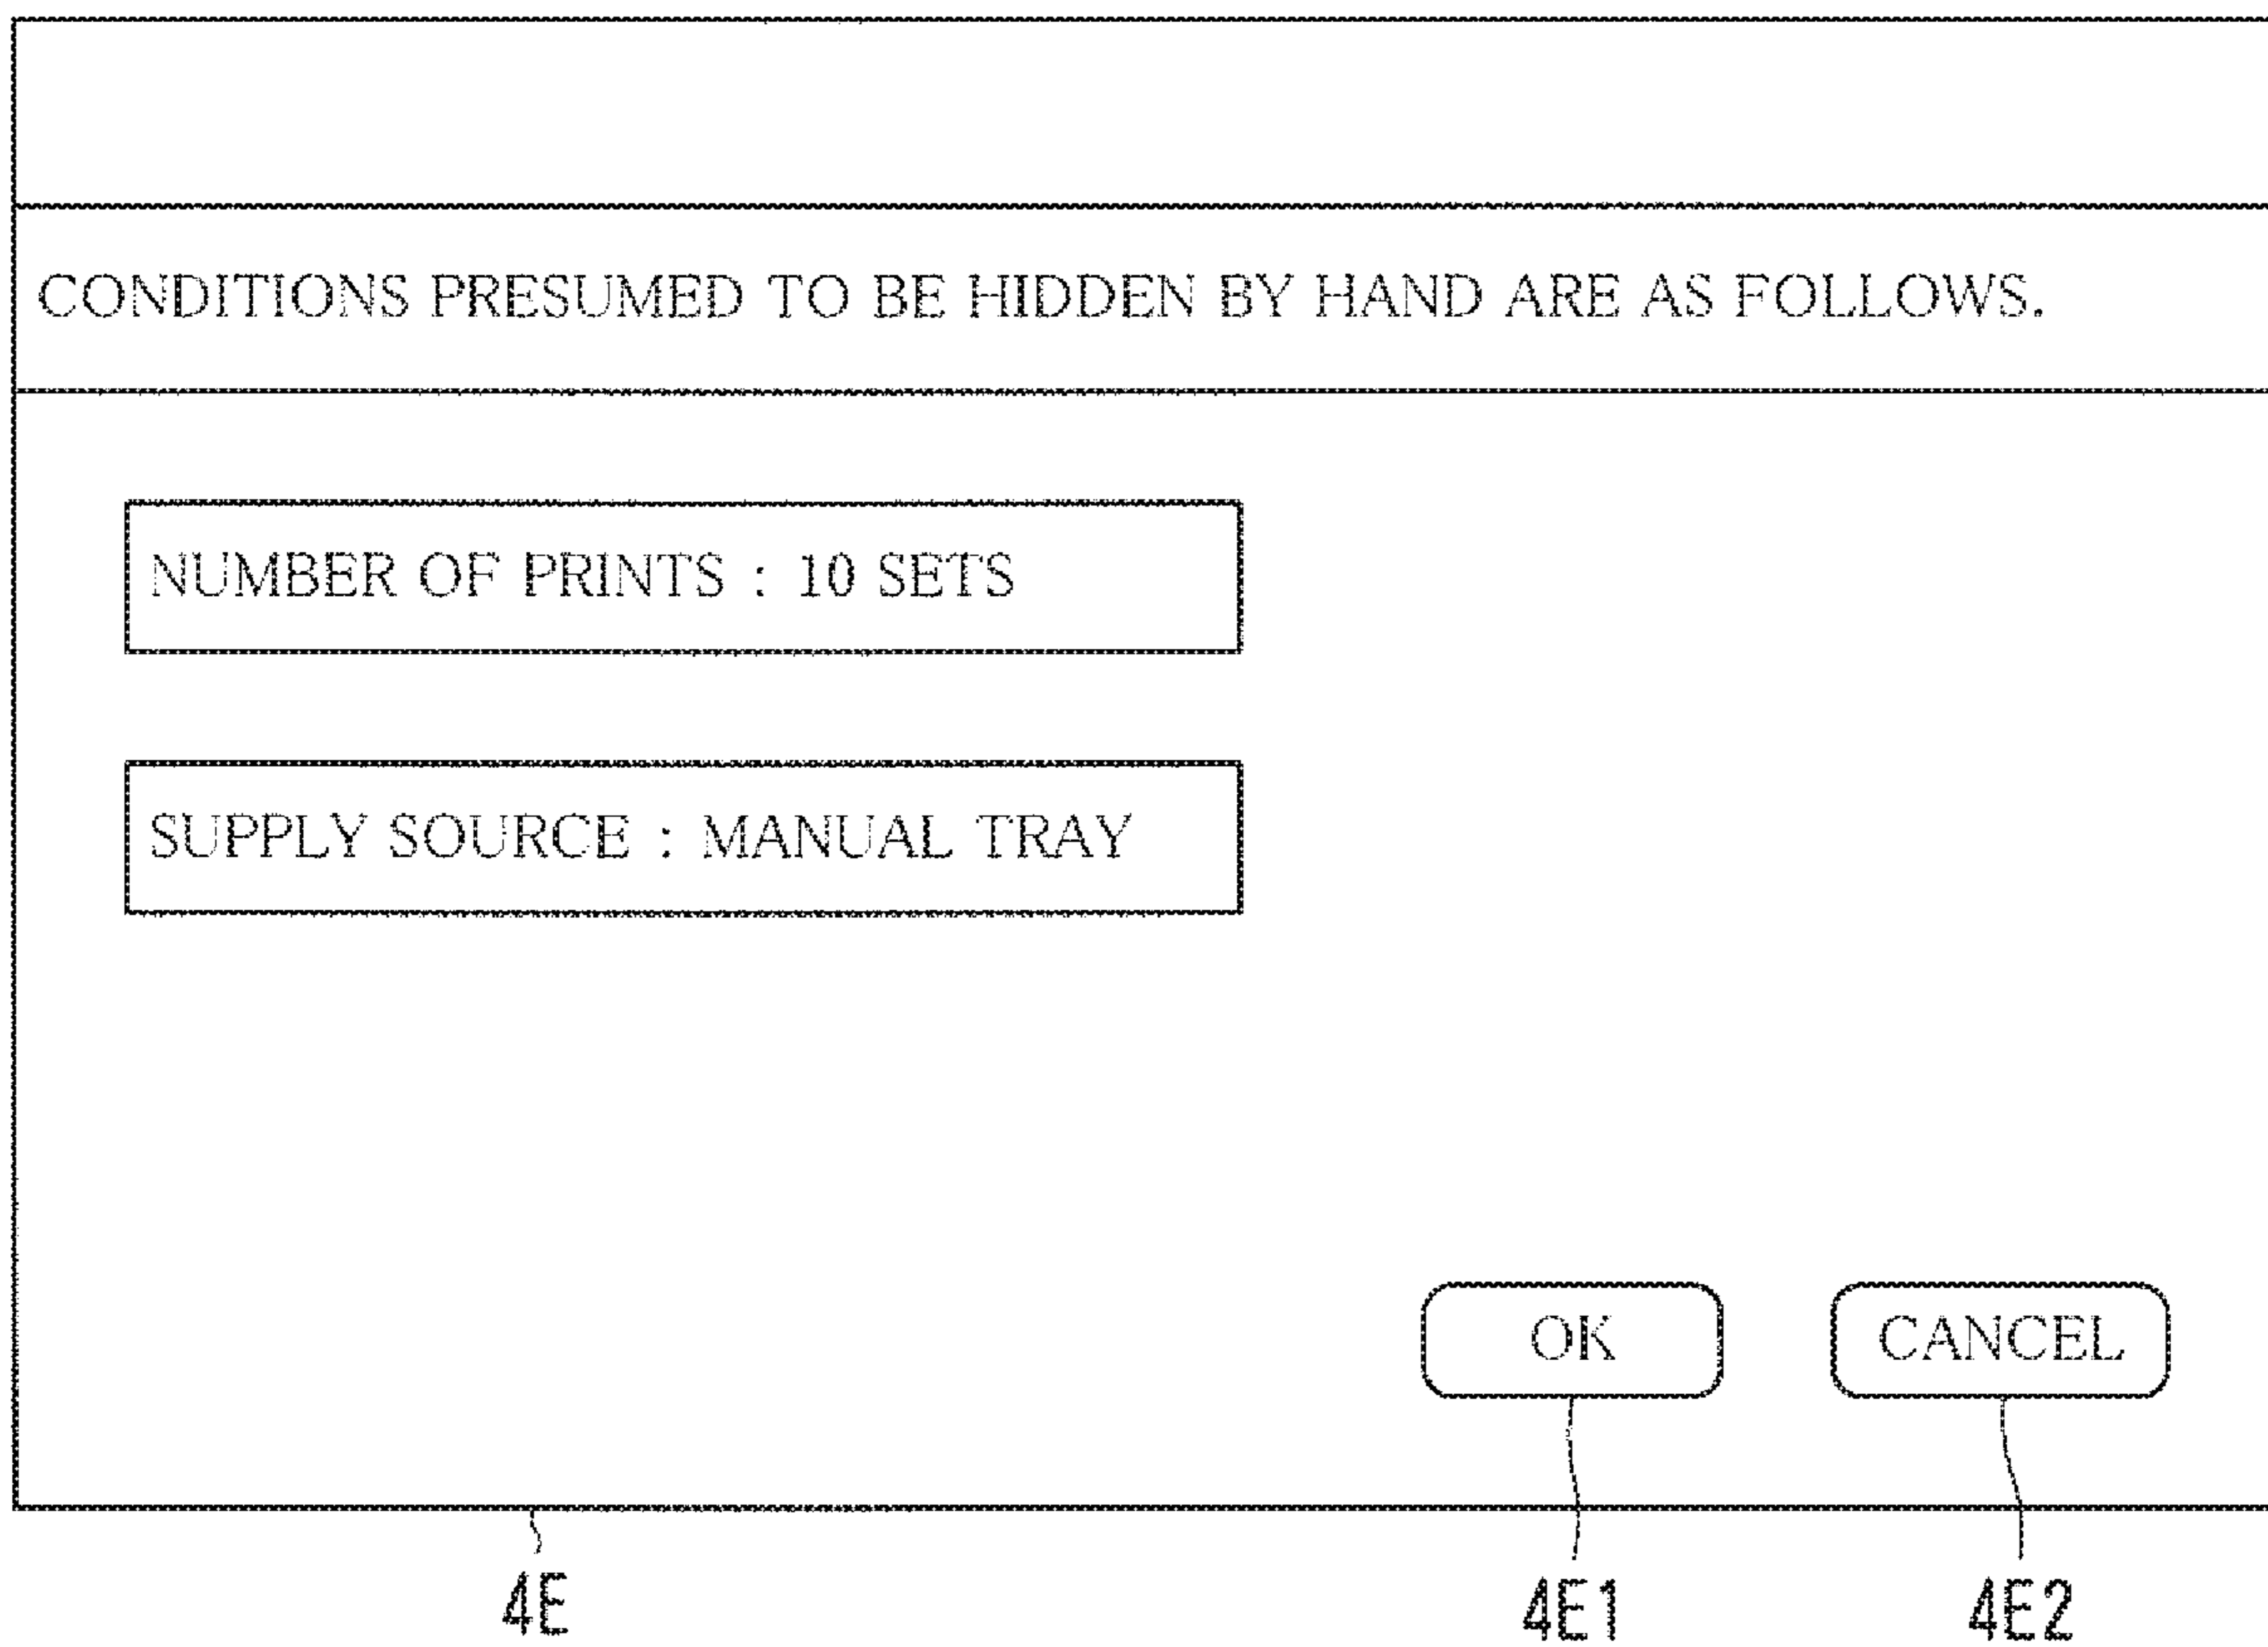 CONDITIONS PRESUMED TO BE HIDDEN BY HAND ARE AS FOLLOWS.
NUMBER OF PRINTS : 10 SETS
SUPPLY SOURCE : MANUAL TRAY
OK CANCEL
4E 4E1 4E2